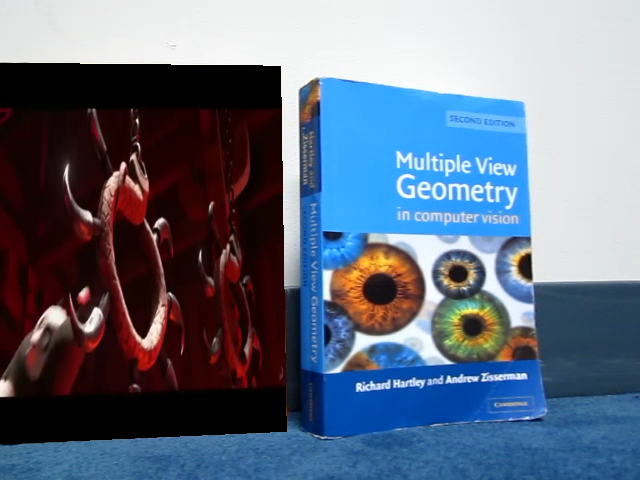 SECOND EDITION
Multiple View
Geometry
in computer vision
Richard Hartley and Andrew Zisserman
CAMBRIDGE
Hartley and
Zisserman
Multiple View Geometry